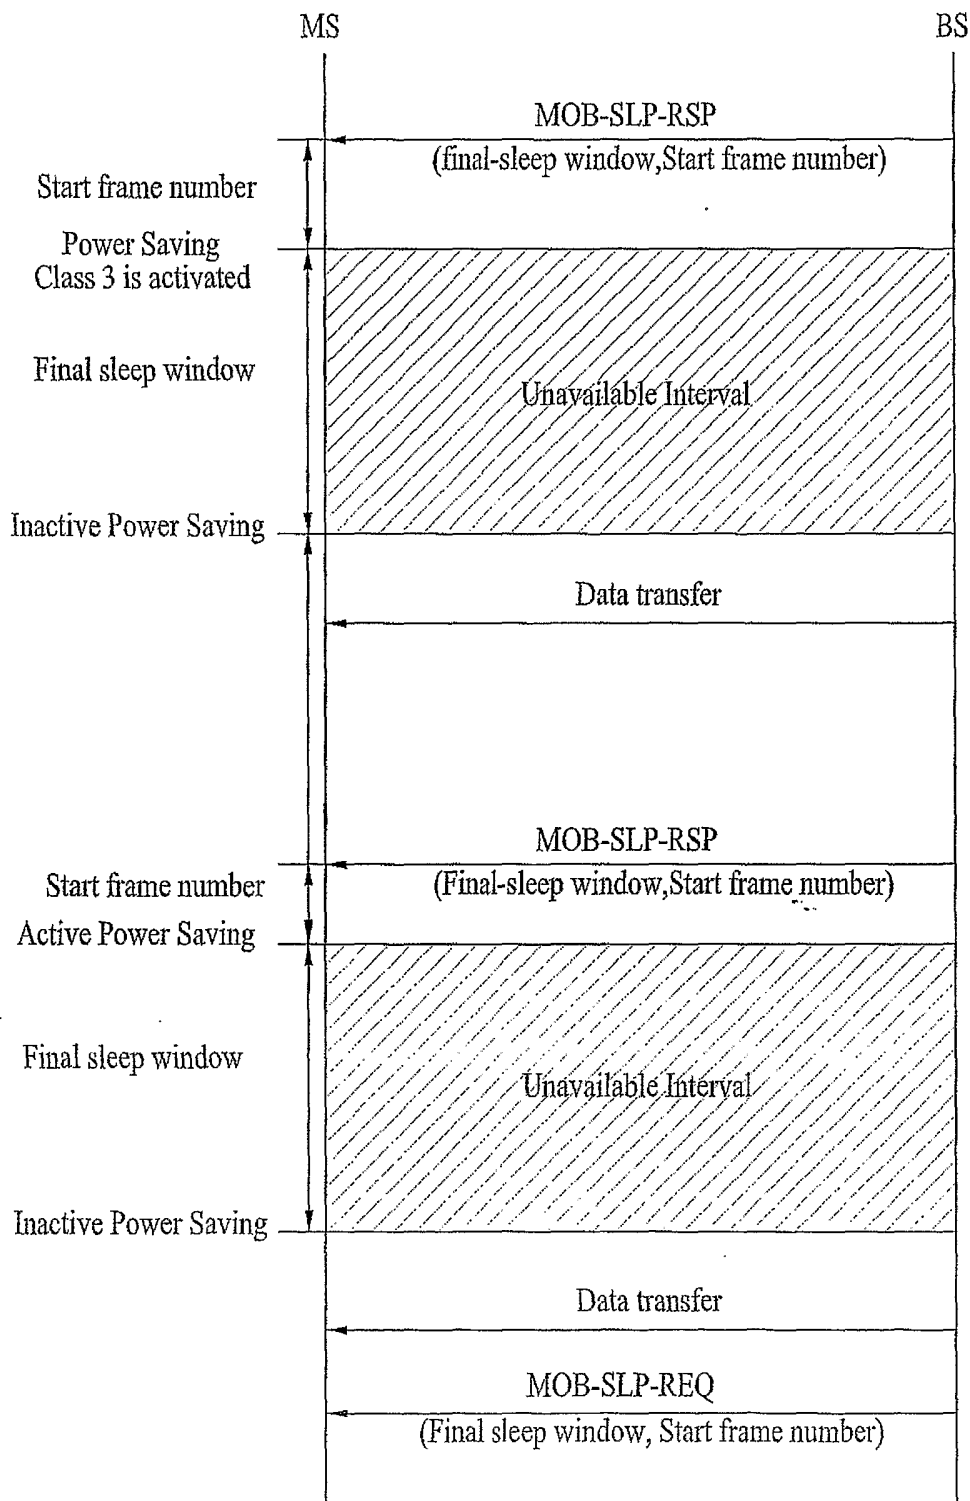 MS
BS
MOB-SLP-RSP
(final-sleep window,Start frame number)
Start frame number
Power Saving
Class 3 is activated
Final sleep window
Unavailable Interval
Inactive Power Saving
Data transfer
MOB-SLP-RSP
(Final-sleep window,Start frame number)
Start frame number
Active Power Saving
Final sleep window
Unavailable Interval
Inactive Power Saving
Data transfer
MOB-SLP-REQ
(Final sleep window, Start frame number)